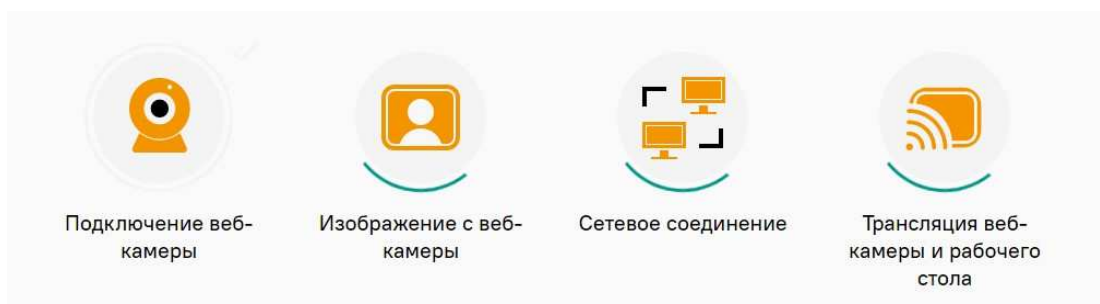 Подключение веб-
камеры
Изображение с веб-
камеры
Сетевое соединение
Трансляция веб-
камеры и рабочего
стола